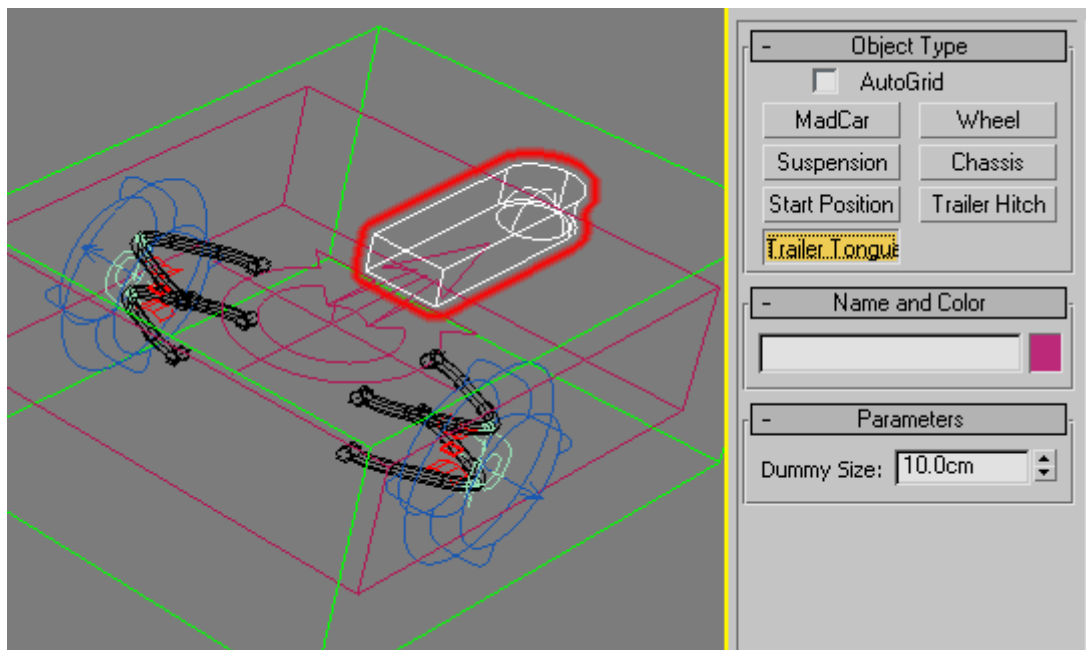 - Object Type
AutoGrid
MadCar Wheel
Suspension Chassis
Start Position Trailer Hitch
Trailer Tongue
- Name and Color
- Parameters
Dummy Size: 10.0cm